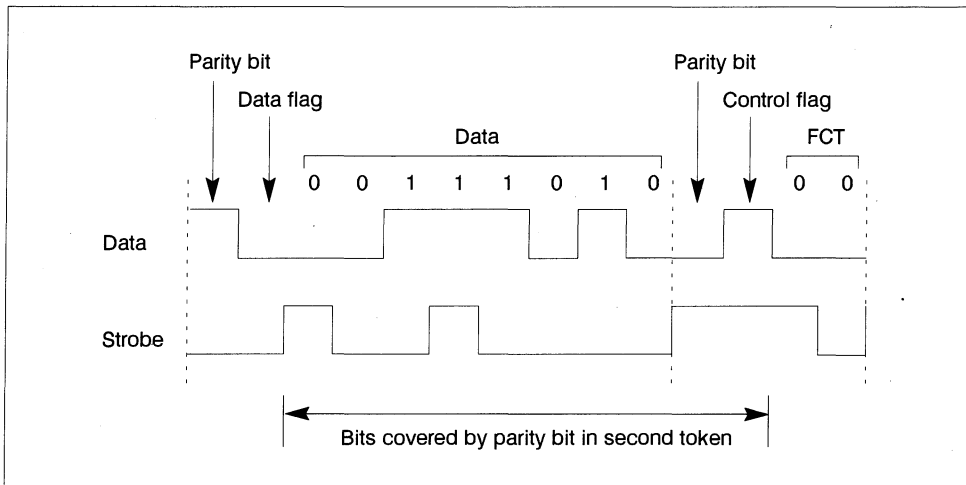 Parity bit Parity bit
Data flag Control flag
Data FCT
0 0 1 1 1 0 1 0 0 0
Data
Strobe
Bits covered by parity bit in second token